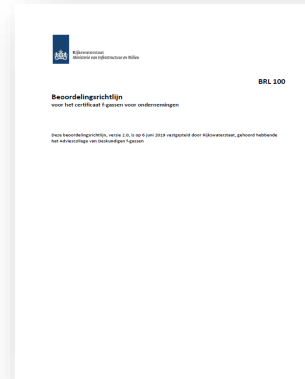 Rijkswaterstaat
Ministerie van Infrastructuur en Milieu
BRL 100
Beoordelingsrichtlijn
voor het certificaat f-gassen voor ondernemingen
Deze beoordelingsrichtlijn, versie 2.0, is op 6 juni 2019 vastgesteld door Rijkswaterstaat, gehoord hebbende
het Adviescollege van Deskundigen f-gassen